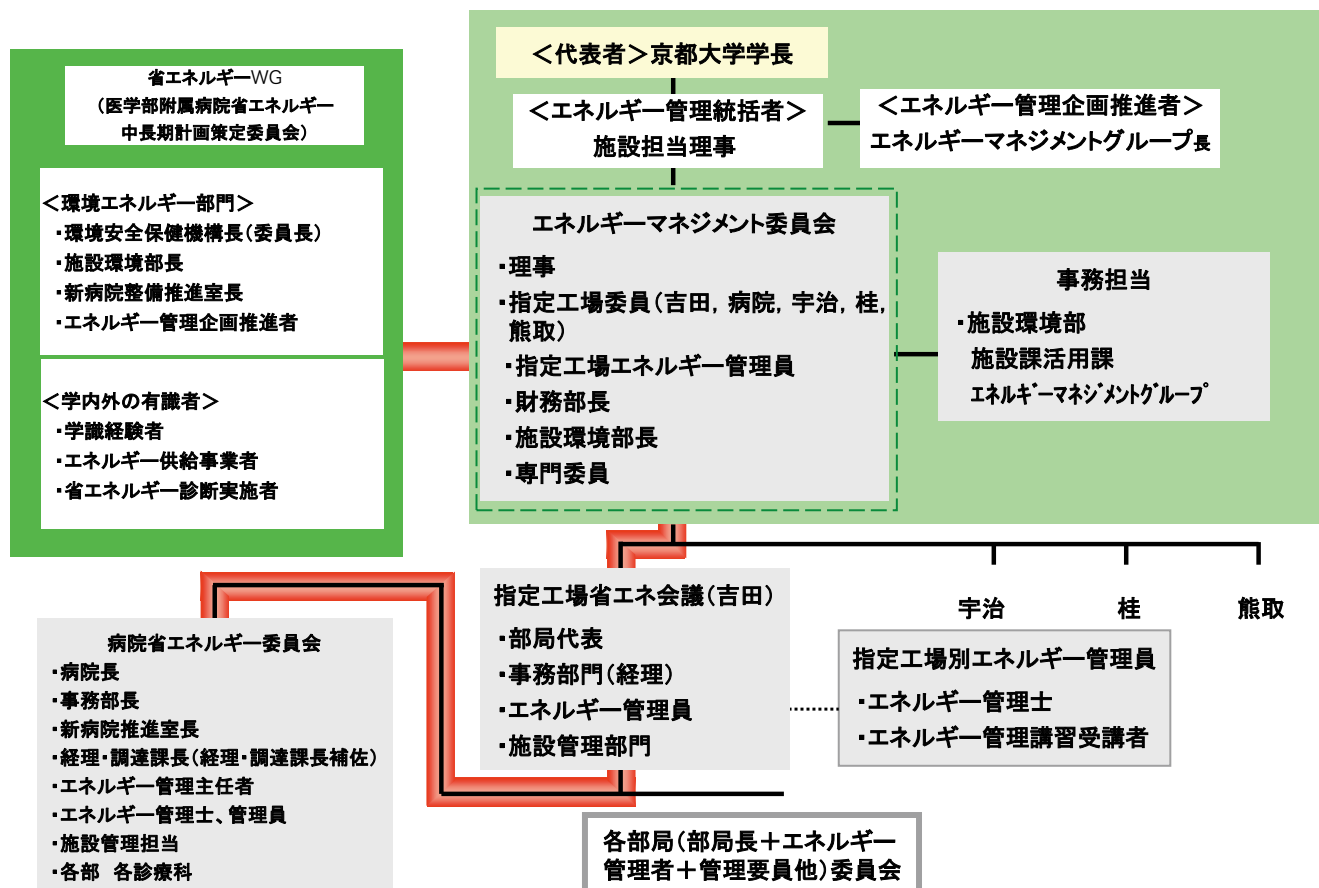 省エネルギーWG
（医学部附属病院省エネルギー
中長期計画策定委員会）
＜環境エネルギー部門＞
・環境安全保健機構長（委員長）
・施設環境部長
・新病院整備推進室長
・エネルギー管理企画推進者
＜学内外の有識者＞
・学識経験者
・エネルギー供給事業者
・省エネルギー診断実施者
＜代表者＞京都大学学長
＜エネルギー管理統括者＞
施設担当理事
＜エネルギー管理企画推進者＞
エネルギーマネジメントグループ長
エネルギーマネジメント委員会
・理事
・指定工場委員（吉田，病院，宇治，桂，
熊取）
・指定工場エネルギー管理員
・財務部長
・施設環境部長
・専門委員
事務担当
・施設環境部
施設課活用課
エネルギーマネジメントグループ
宇治
桂
熊取
指定工場省エネ会議（吉田）
・部局代表
・事務部門（経理）
・エネルギー管理員
・施設管理部門
指定工場別エネルギー管理員
・エネルギー管理士
・エネルギー管理講習受講者
病院省エネルギー委員会
・病院長
・事務部長
・新病院推進室長
・経理・調達課長（経理・調達課長補佐）
・エネルギー管理主任者
・エネルギー管理士、管理員
・施設管理担当
・各部　各診療科
各部局（部局長＋エネルギー
管理者＋管理要員他）委員会